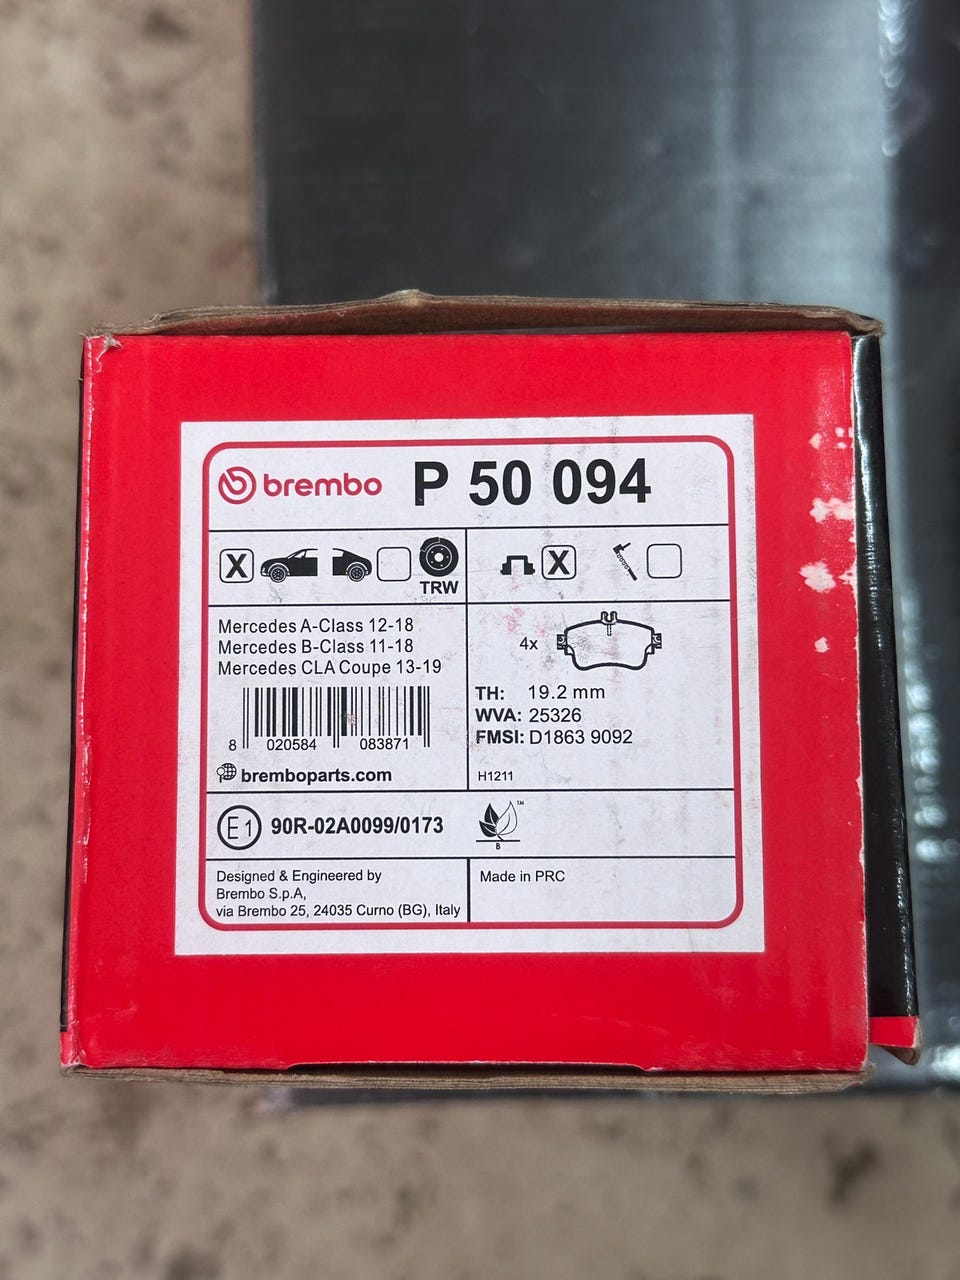 brembo P 50 094
X TRW X
Mercedes A-Class 12-18
Mercedes B-Class 11-18
Mercedes CLA Coupe 13-19
8 020584 083871
bremboparts.com
4x
TH: 19.2 mm
WVA: 25326
FMSI: D1863 9092
H1211
E1 90R-02A0099/0173
TM
B
Designed & Engineered by
Brembo S.p.A,
via Brembo 25, 24035 Curno (BG), Italy
Made in PRC